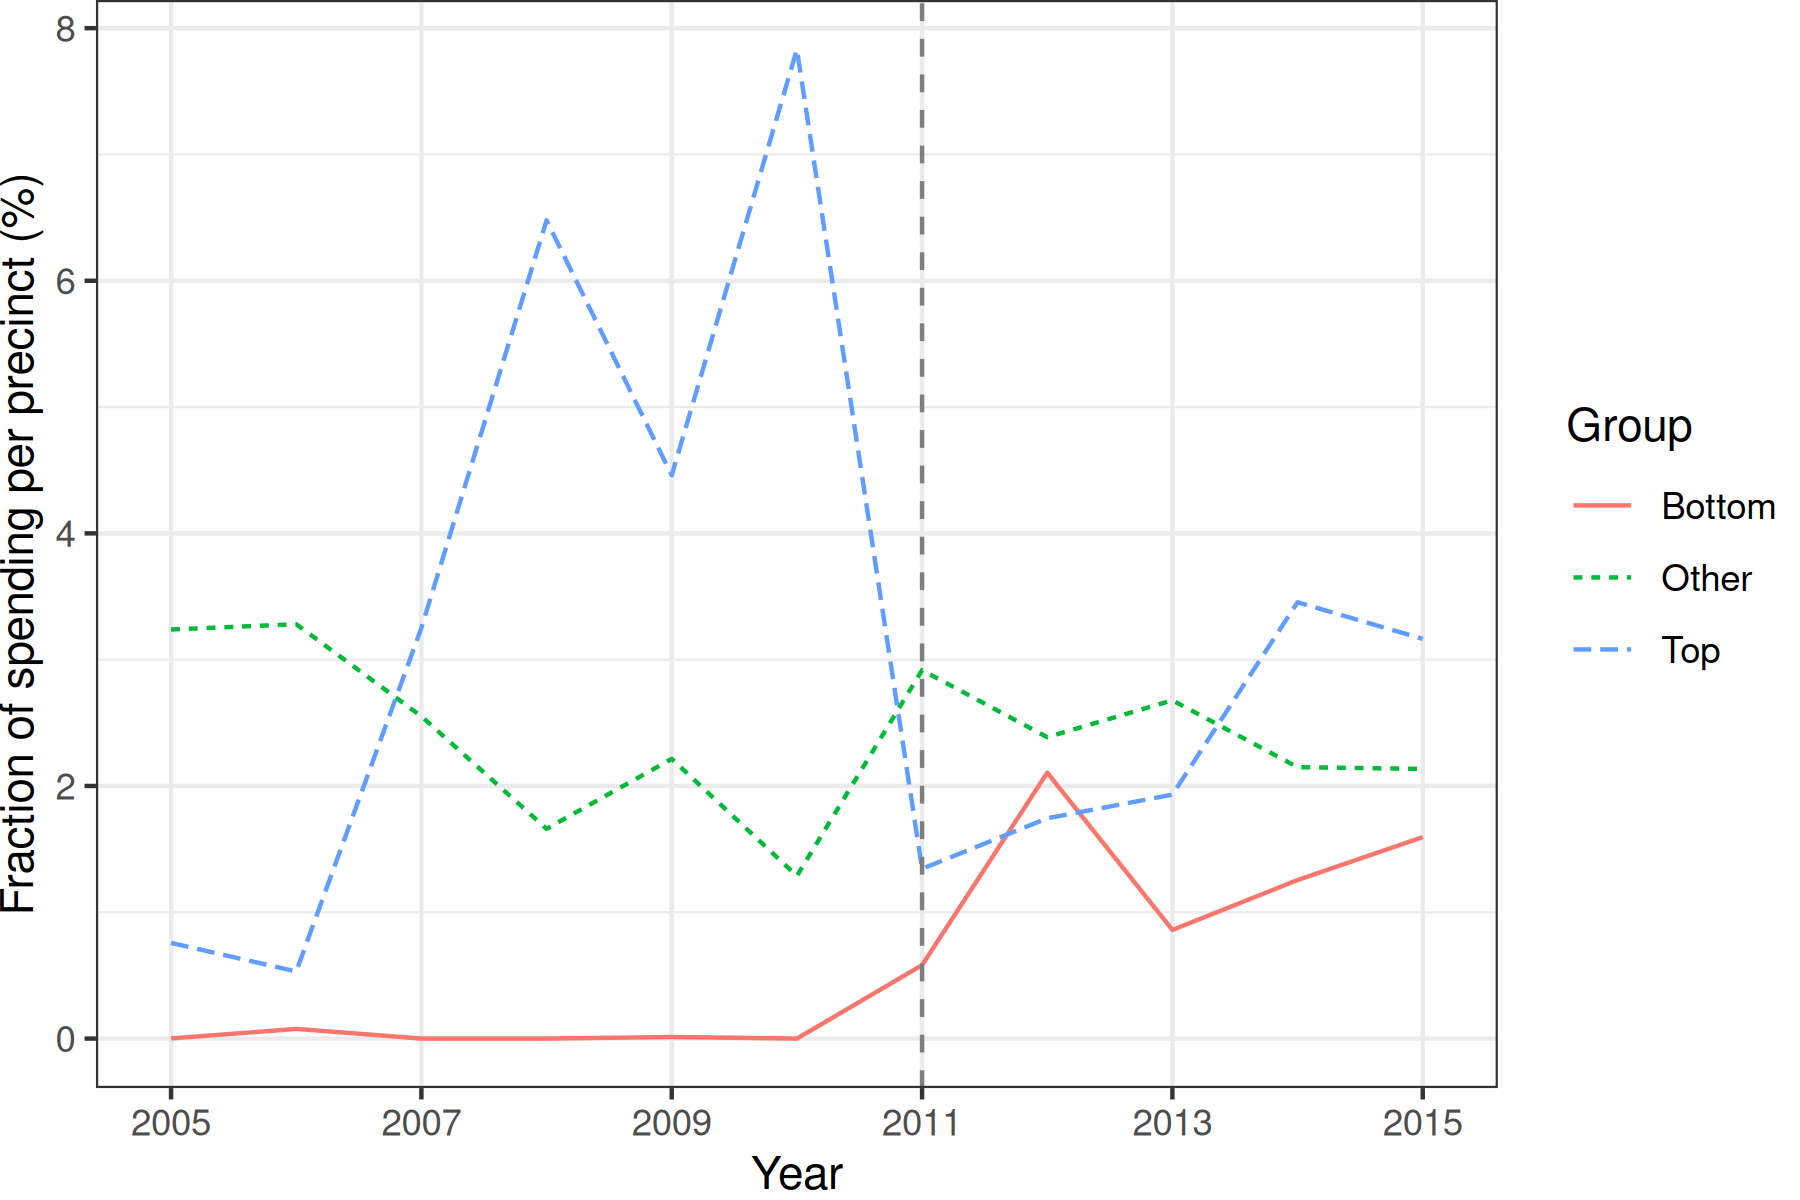 Fraction of spending per precinct (%)
8
6
4
2
0
2005 2007 2009 2011 2013 2015
Year
Group
Bottom
Other
Top